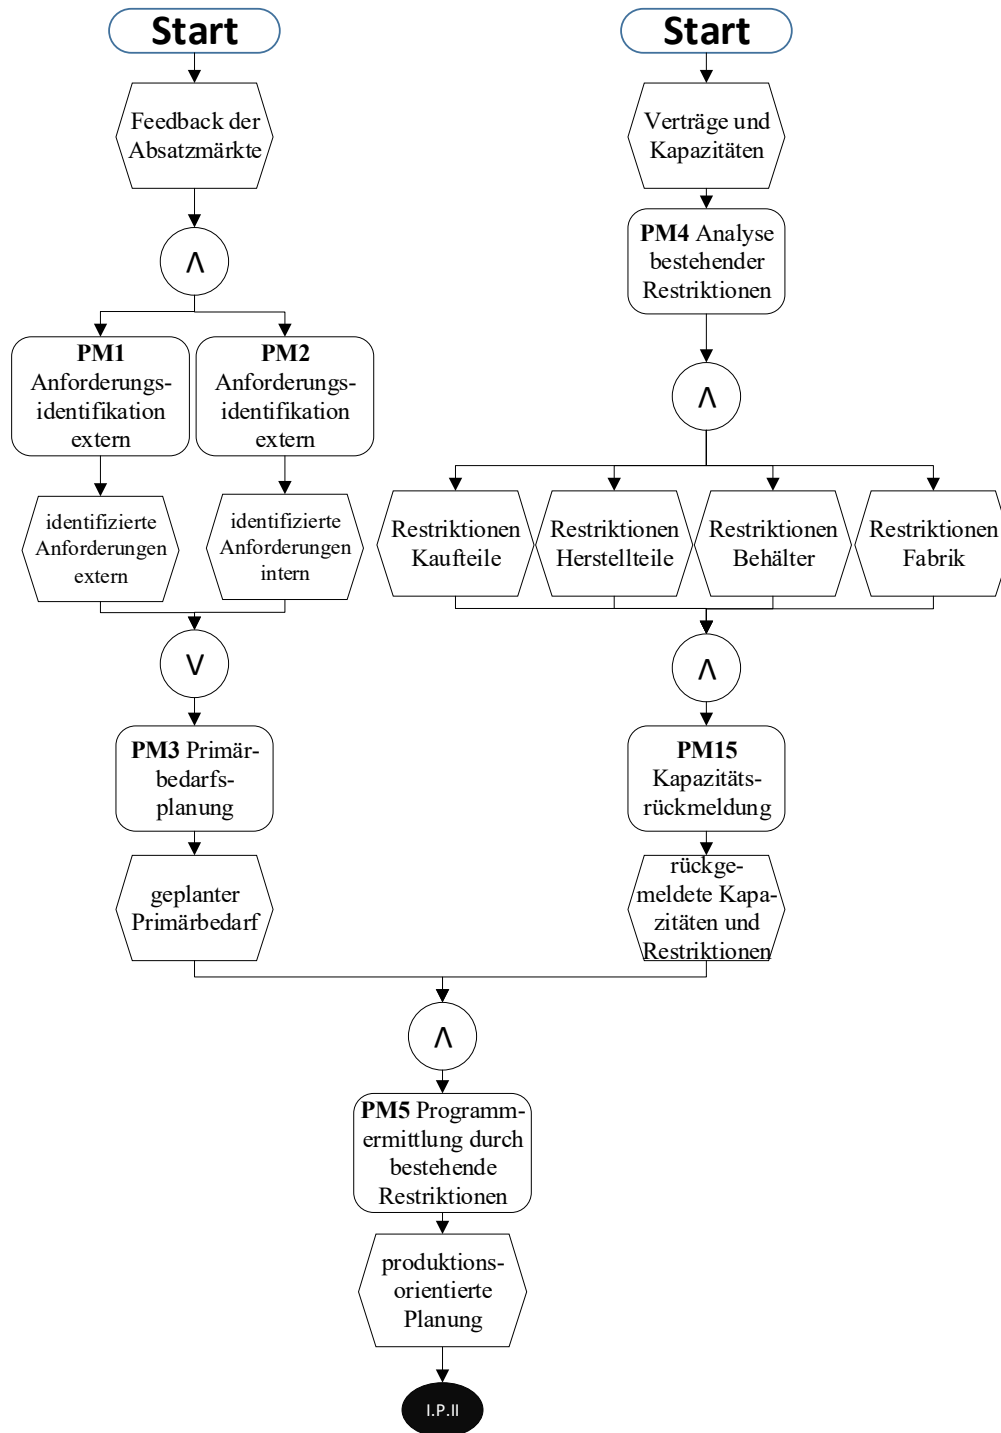 Start
Feedback der
Absatzmärkte
Λ
PM1
Anforderungs-
identifikation
extern
PM2
Anforderungs-
identifikation
extern
identifizierte
Anforderungen
extern
identifizierte
Anforderungen
intern
V
PM3 Primär-
bedarfs-
planung
geplanter
Primärbedarf
Start
Verträge und
Kapazitäten
PM4 Analyse
bestehender
Restriktionen
Λ
Restriktionen
Kaufteile
Restriktionen
Herstellteile
Restriktionen
Behälter
Restriktionen
Fabrik
Λ
PM15
Kapazitäts-
rückmeldung
rückge-
meldete Kapa-
zitäten und
Restriktionen
Λ
PM5 Programm-
ermittlung durch
bestehende
Restriktionen
produktions-
orientierte
Planung
I.P.II